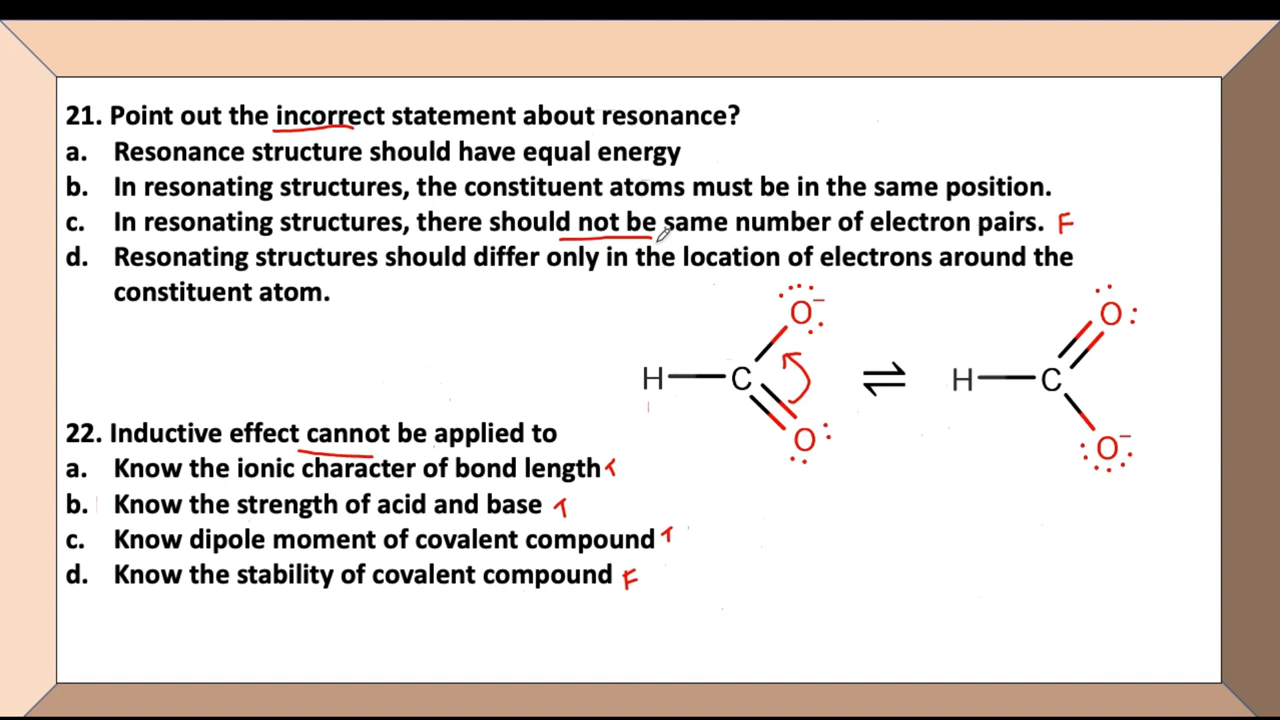 21. Point out the incorrect statement about resonance?
a. Resonance structure should have equal energy
b. In resonating structures, the constituent atoms must be in the same position.
c. In resonating structures, there should not be same number of electron pairs. F
d. Resonating structures should differ only in the location of electrons around the
constituent atom.
O−
H C ⇌ H C O
O
O−
22. Inductive effect cannot be applied to
a. Know the ionic character of bond length T
b. Know the strength of acid and base T
c. Know dipole moment of covalent compound T
d. Know the stability of covalent compound F